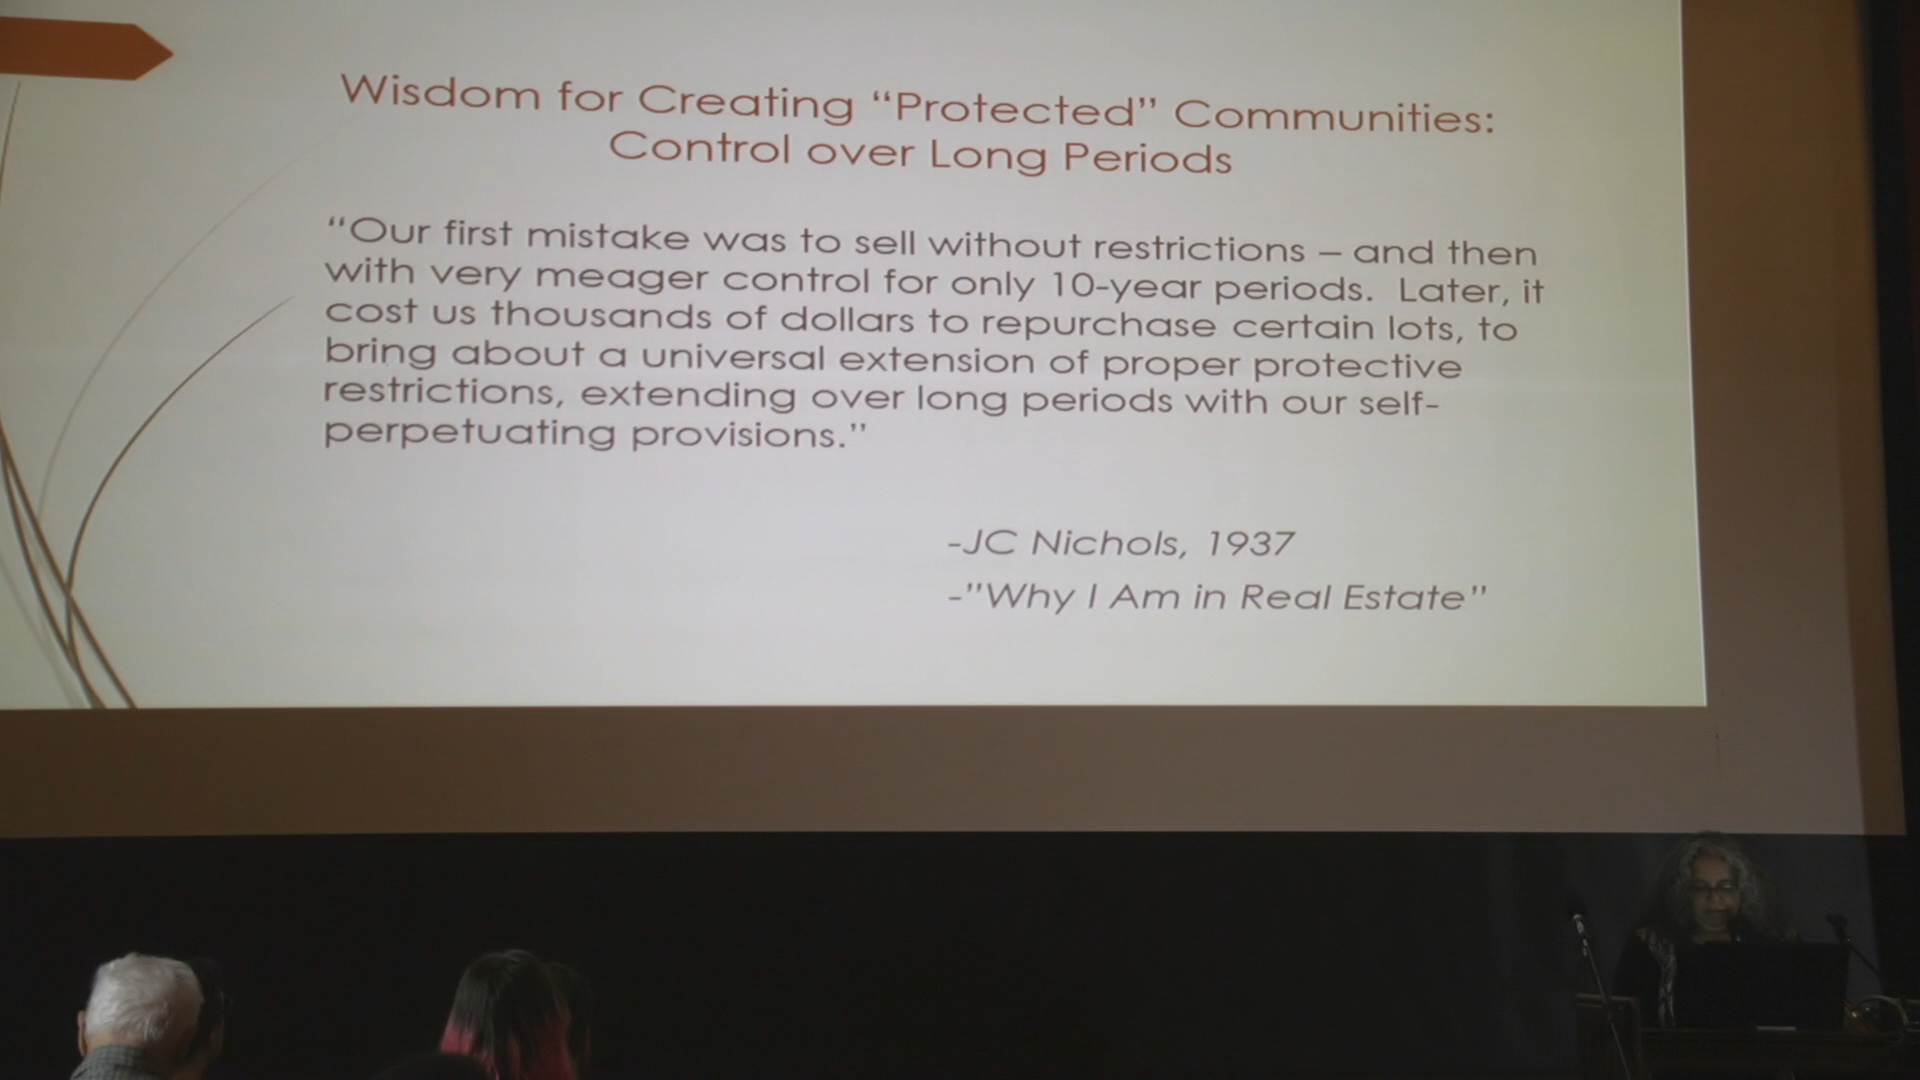 Wisdom for Creating “Protected” Communities:
Control over Long Periods
“Our first mistake was to sell without restrictions – and then
with very meager control for only 10-year periods.  Later, it
cost us thousands of dollars to repurchase certain lots, to
bring about a universal extension of proper protective
restrictions, extending over long periods with our self-
perpetuating provisions.”
-JC Nichols, 1937
-"Why I Am in Real Estate"